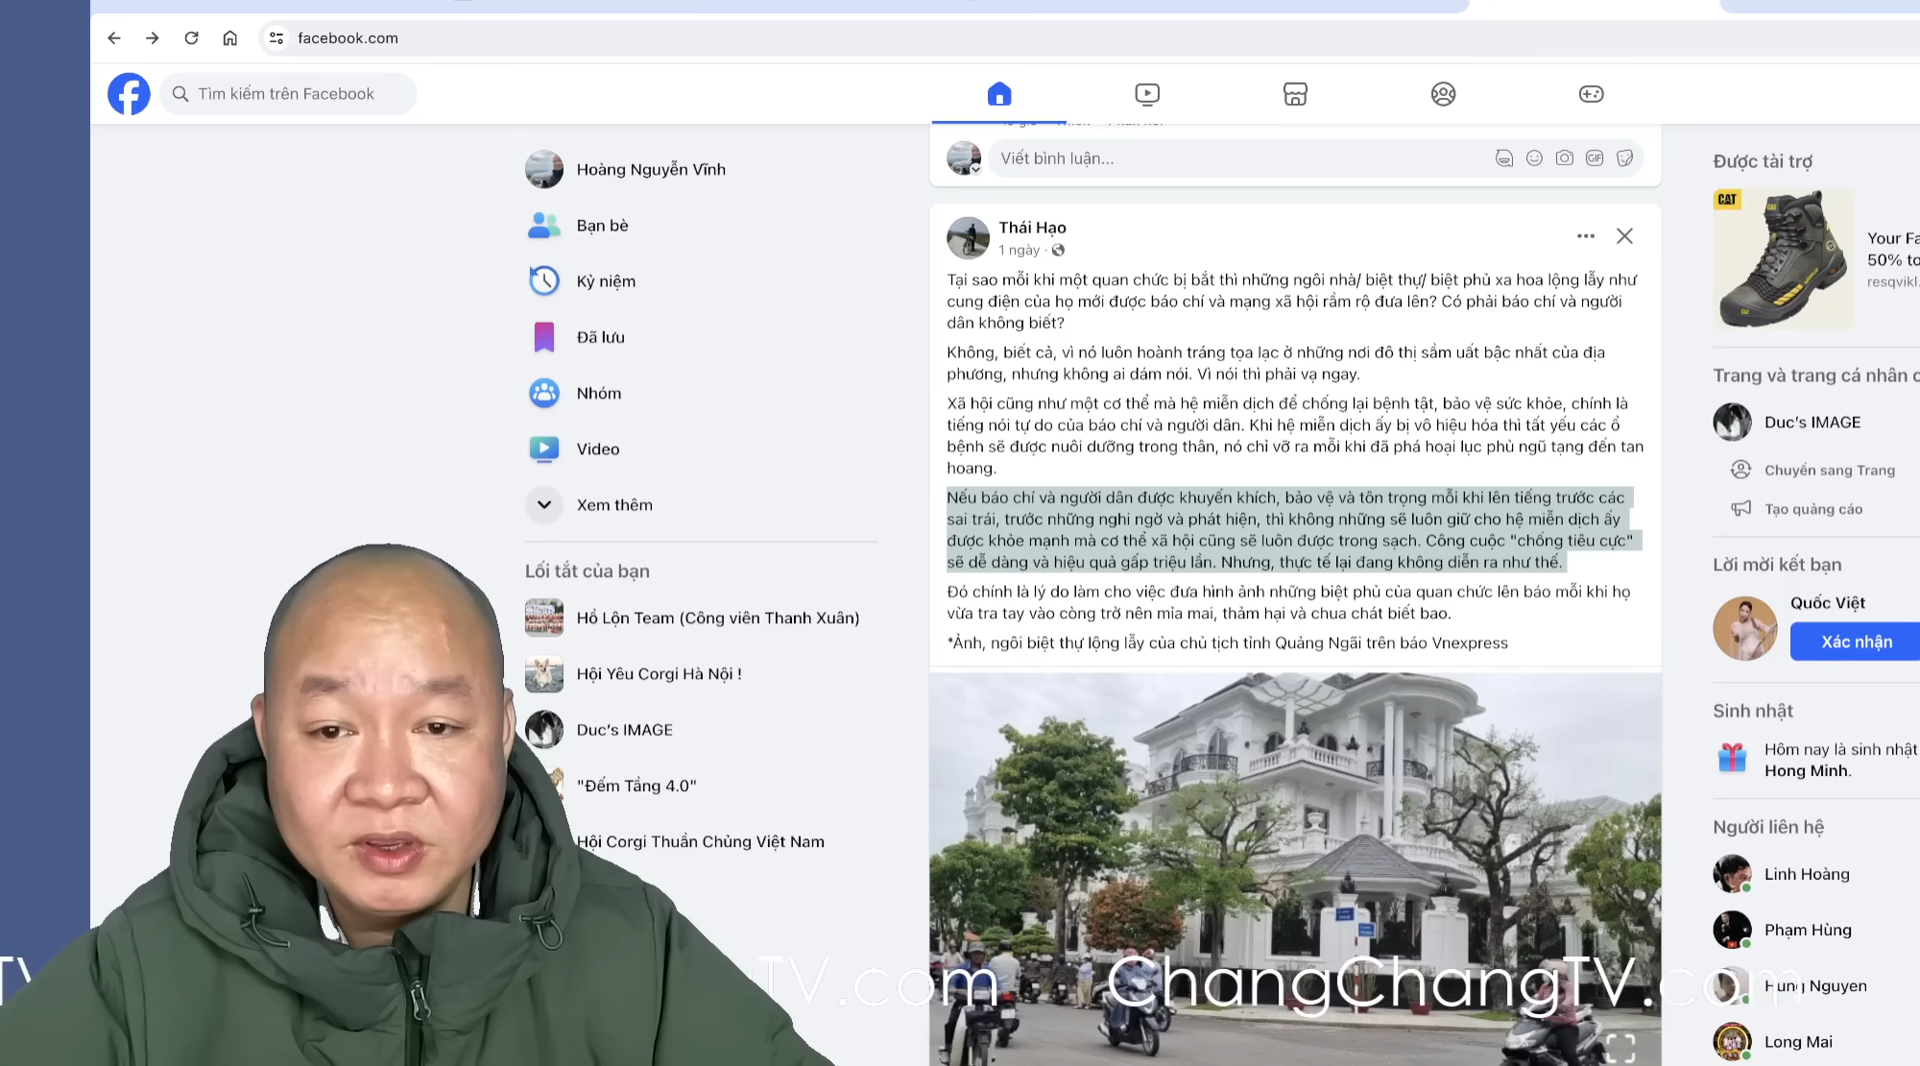 facebook.com
Tìm kiếm trên Facebook
Viết bình luận...
GIF
Hoàng Nguyễn Vĩnh
Bạn bè
Kỷ niệm
Đã lưu
Nhóm
Video
Xem thêm
Lối tắt của bạn
Hồ Lộn Team (Công viên Thanh Xuân)
Hội Yêu Corgi Hà Nội !
Duc's IMAGE
"Đếm Tầng 4.0"
Hội Corgi Thuần Chủng Việt Nam
Thái Hạo
1 ngày ·
Tại sao mỗi khi một quan chức bị bắt thì những ngôi nhà/ biệt thự/ biệt phủ xa hoa lộng lẫy như
cung điện của họ mới được báo chí và mạng xã hội rầm rộ đưa lên? Có phải báo chí và người
dân không biết?
Không, biết cả, vì nó luôn hoành tráng tọa lạc ở những nơi đô thị sầm uất bậc nhất của địa
phương, nhưng không ai dám nói. Vì nói thì phải vạ ngay.
Xã hội cũng như một cơ thể mà hệ miễn dịch để chống lại bệnh tật, bảo vệ sức khỏe, chính là
tiếng nói tự do của báo chí và người dân. Khi hệ miễn dịch ấy bị vô hiệu hóa thì tất yếu các ổ
bệnh sẽ được nuôi dưỡng trong thân, nó chỉ vỡ ra mỗi khi đã phá hoại lục phủ ngũ tạng đến tan
hoang.
Nếu báo chí và người dân được khuyến khích, bảo vệ và tôn trọng mỗi khi lên tiếng trước các
sai trái, trước những nghi ngờ và phát hiện, thì không những sẽ luôn giữ cho hệ miễn dịch ấy
được khỏe mạnh mà cơ thể xã hội cũng sẽ luôn được trong sạch. Công cuộc "chống tiêu cực"
sẽ dễ dàng và hiệu quả gấp triệu lần. Nhưng, thực tế lại đang không diễn ra như thế.
Đó chính là lý do làm cho việc đưa hình ảnh những biệt phủ của quan chức lên báo mỗi khi họ
vừa tra tay vào còng trở nên mỉa mai, thảm hại và chua chát biết bao.
*Ảnh, ngôi biệt thự lộng lẫy của chủ tịch tỉnh Quảng Ngãi trên báo Vnexpress
Được tài trợ
CAT
Your Fa
50% to
resqvikl.
Trang và trang cá nhân c
Duc's IMAGE
Chuyển sang Trang
Tạo quảng cáo
Lời mời kết bạn
Quốc Việt
Xác nhận
Sinh nhật
Hôm nay là sinh nhật
Hong Minh.
Người liên hệ
Linh Hoàng
Phạm Hùng
Hung Nguyen
Long Mai
TV.com
ChangChangTV.com